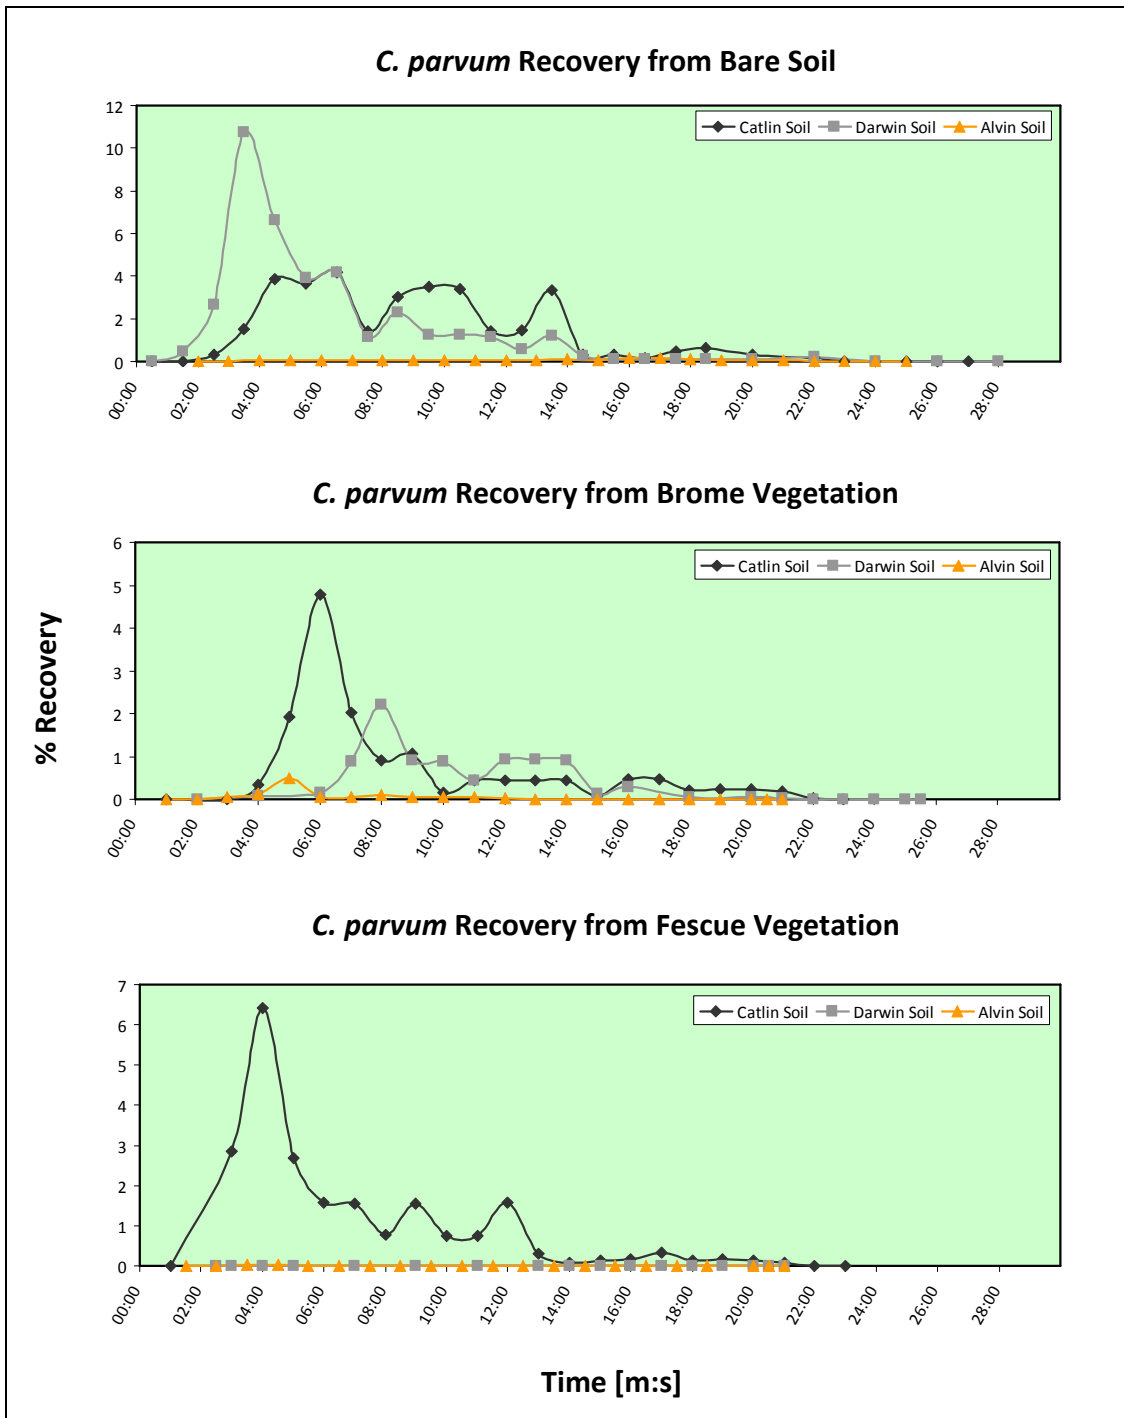 C. parvum Recovery from Bare Soil
12
10
8
6
4
2
0
Catlin Soil Darwin Soil Alvin Soil
00:00 02:00 04:00 06:00 08:00 10:00 12:00 14:00 16:00 18:00 20:00 22:00 24:00 26:00 28:00
C. parvum Recovery from Brome Vegetation
6
5
4
3
2
1
0
Catlin Soil Darwin Soil Alvin Soil
00:00 02:00 04:00 06:00 08:00 10:00 12:00 14:00 16:00 18:00 20:00 22:00 24:00 26:00 28:00
% Recovery
C. parvum Recovery from Fescue Vegetation
7
6
5
4
3
2
1
0
Catlin Soil Darwin Soil Alvin Soil
00:00 02:00 04:00 06:00 08:00 10:00 12:00 14:00 16:00 18:00 20:00 22:00 24:00 26:00 28:00
Time [m:s]